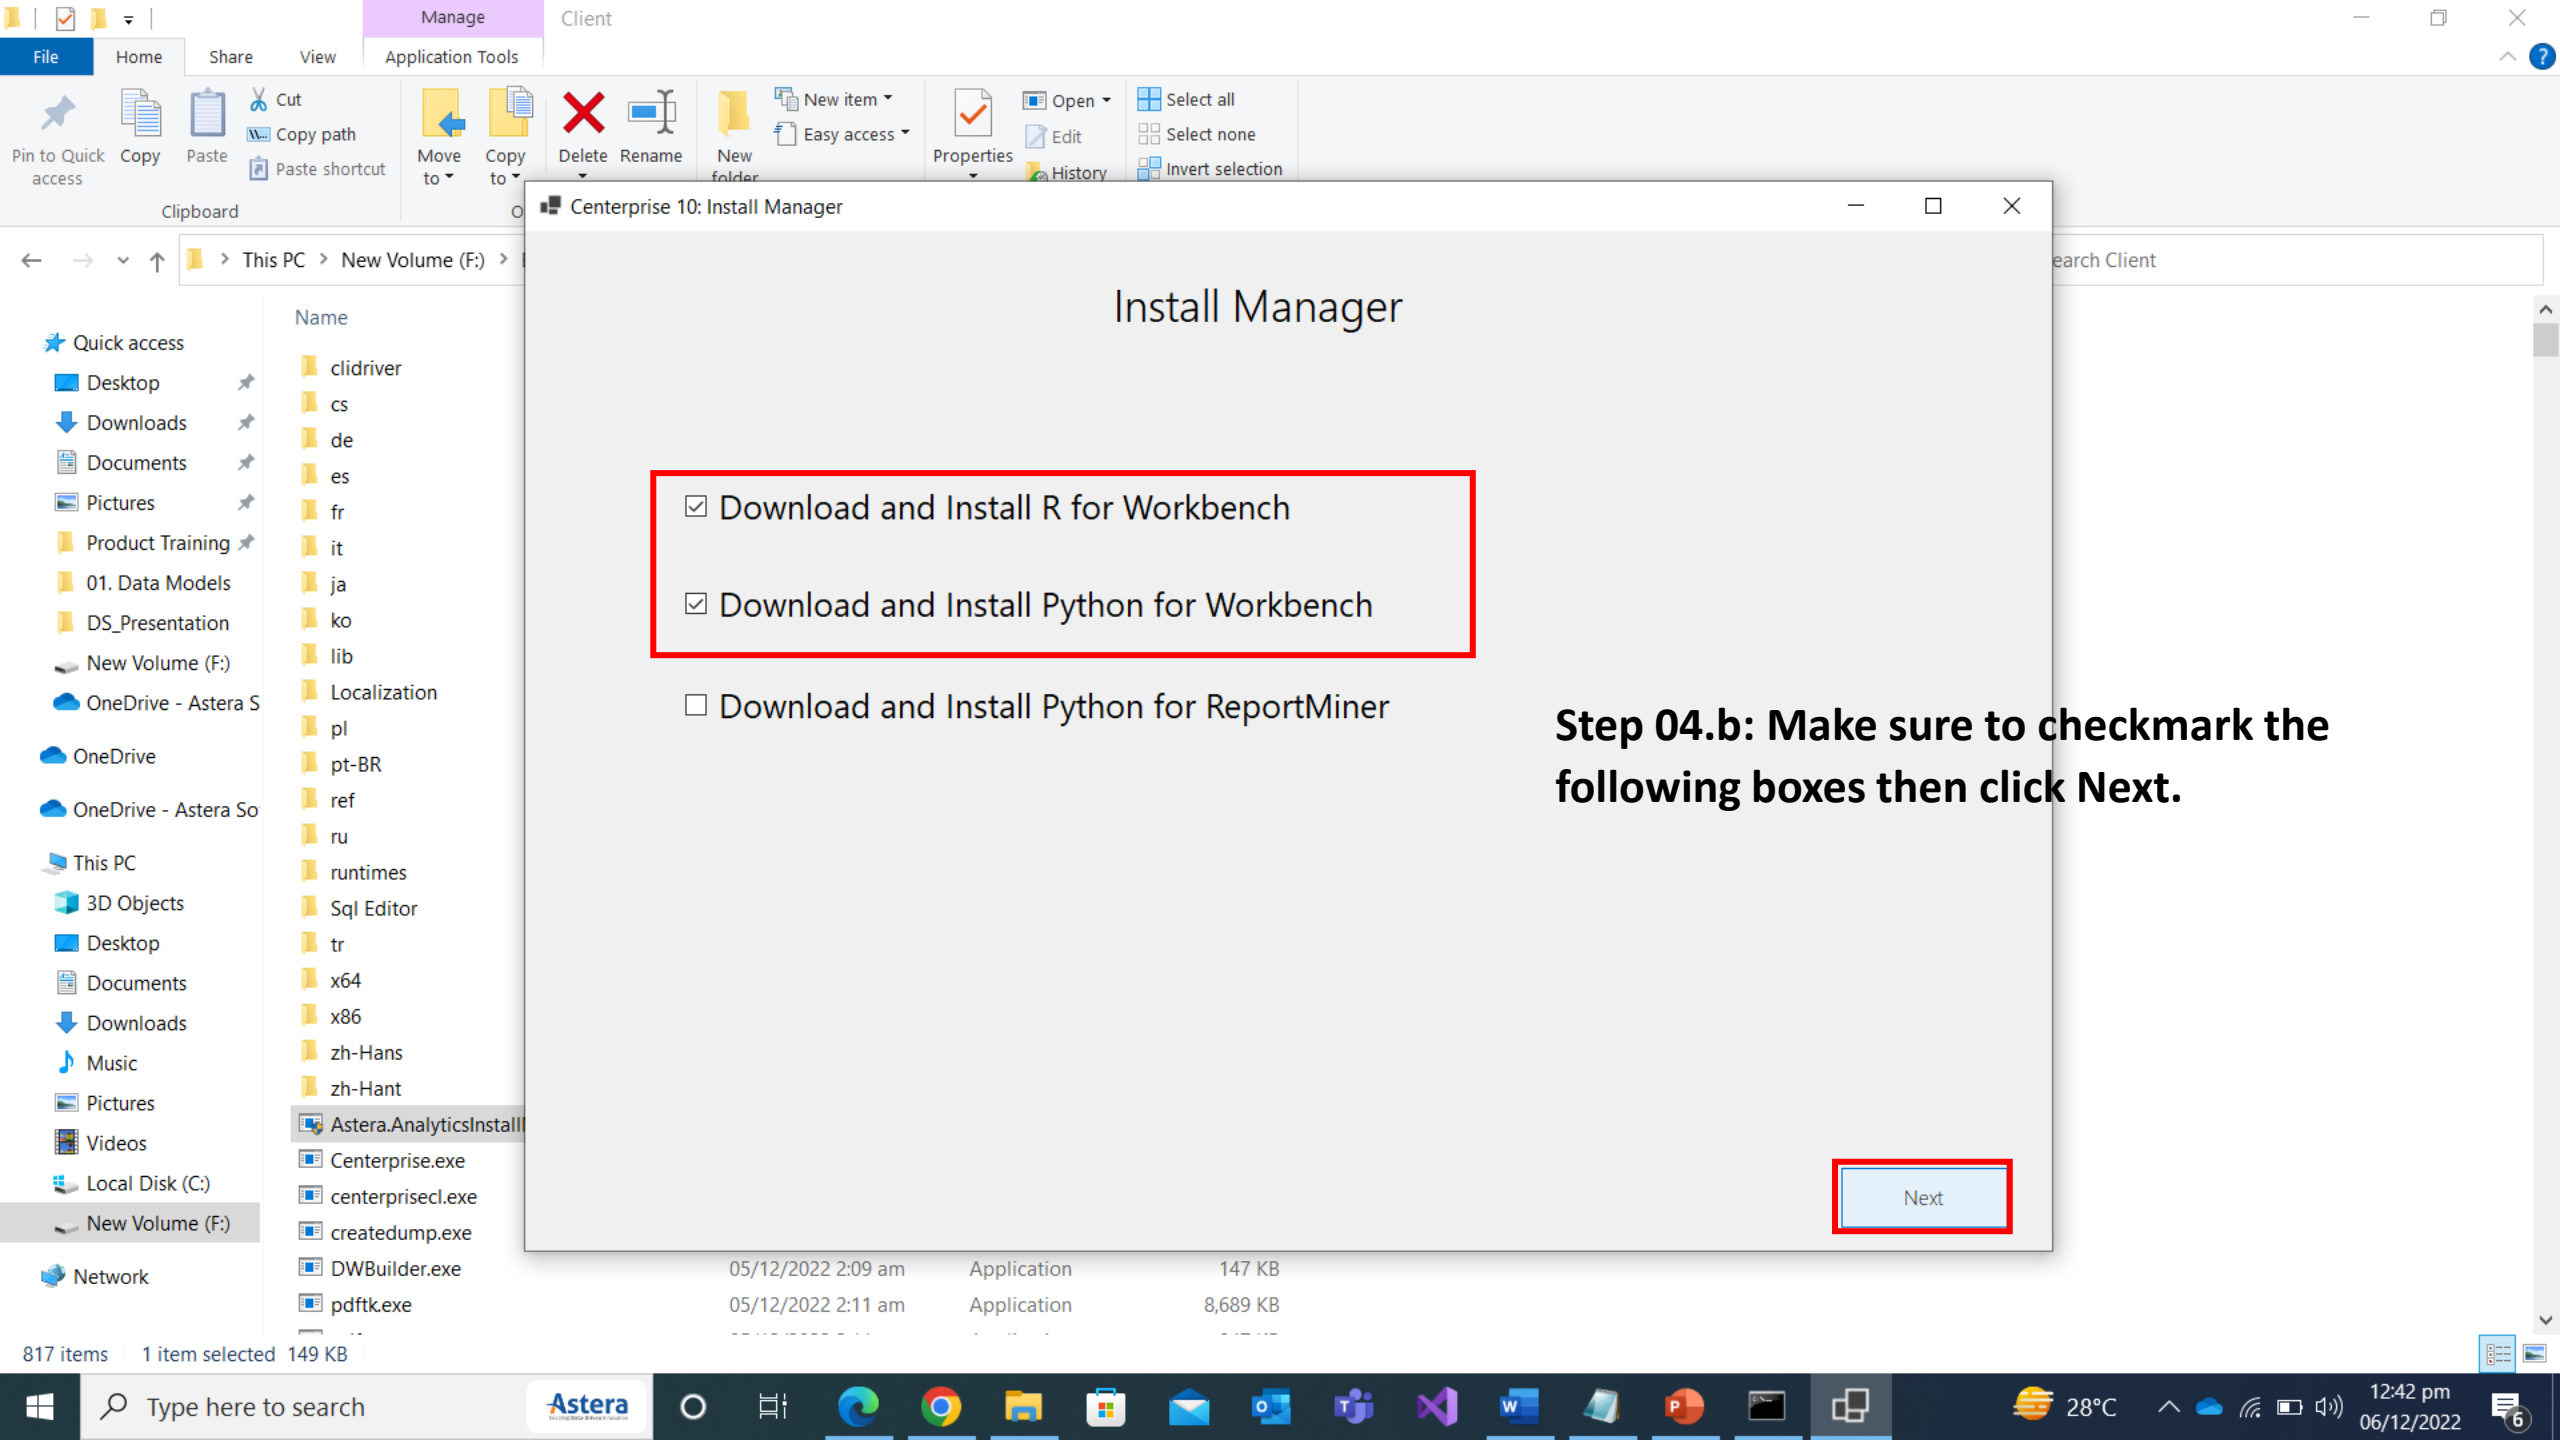 Manage
Client
File
Home
Share
View
Application Tools
Pin to Quick access
Copy
Paste
Cut
Copy path
Paste shortcut
Move to
Copy to
Delete
Rename
New folder
New item
Easy access
Properties
Open
Edit
History
Select all
Select none
Invert selection
Clipboard
This PC > New Volume (F:) >
earch Client
Quick access
Desktop
Downloads
Documents
Pictures
Product Training
01. Data Models
DS_Presentation
New Volume (F:)
OneDrive - Astera S
OneDrive
OneDrive - Astera So
This PC
3D Objects
Desktop
Documents
Downloads
Music
Pictures
Videos
Local Disk (C:)
New Volume (F:)
Network
Name
clidriver
cs
de
es
fr
it
ja
ko
lib
Localization
pl
pt-BR
ref
ru
runtimes
Sql Editor
tr
x64
x86
zh-Hans
zh-Hant
Astera.AnalyticsInstall
Centerprise.exe
centerprisecl.exe
createdump.exe
DWBuilder.exe 05/12/2022 2:09 am Application 147 KB
pdftk.exe 05/12/2022 2:11 am Application 8,689 KB
Centerprise 10: Install Manager
Install Manager
Download and Install R for Workbench
Download and Install Python for Workbench
Download and Install Python for ReportMiner
Step 04.b: Make sure to checkmark the
following boxes then click Next.
Next
817 items 1 item selected 149 KB
Type here to search
Astera
28°C
12:42 pm
06/12/2022
6